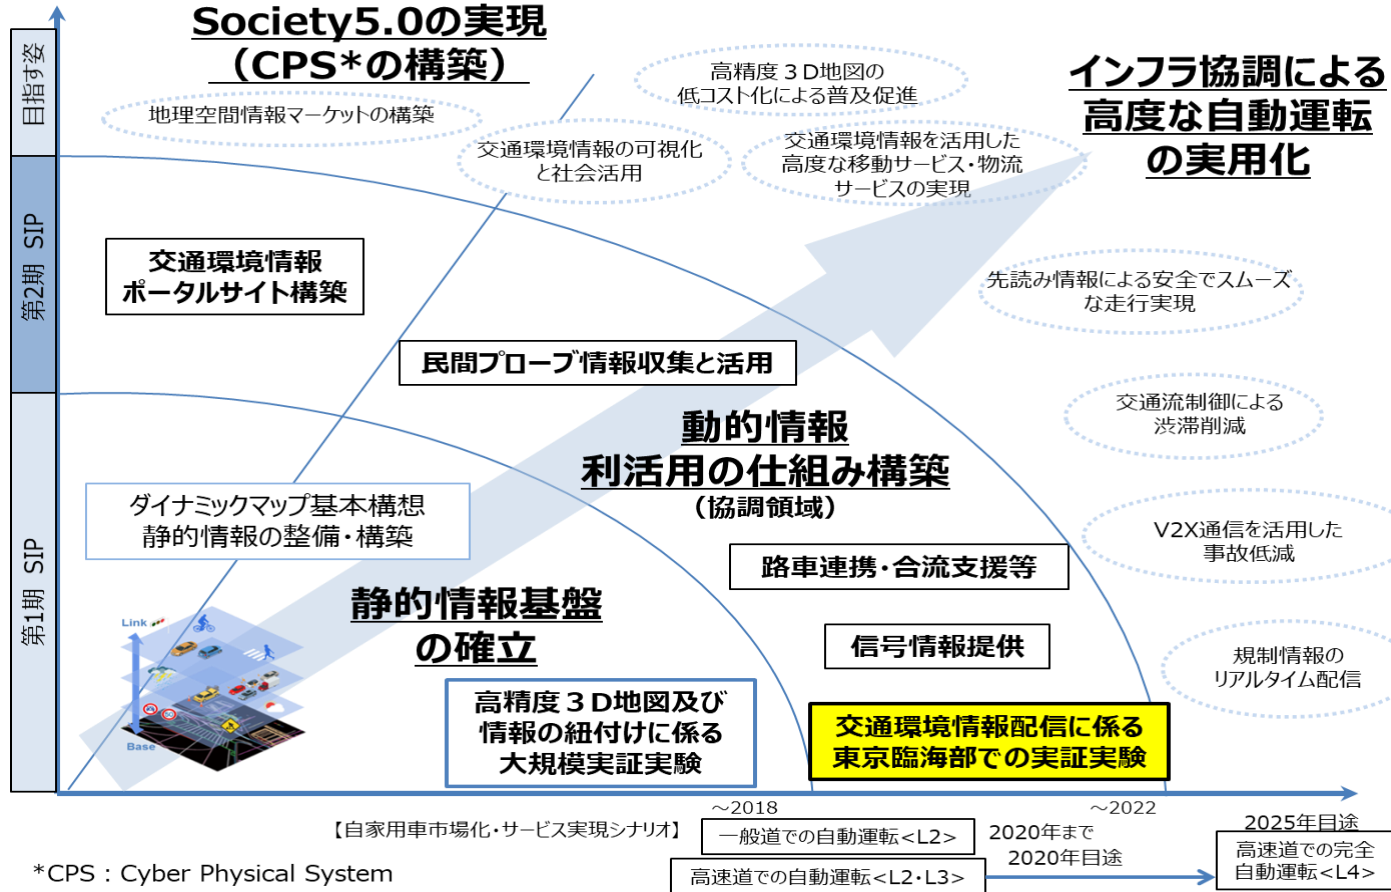 Society5.0の実現
（CPS*の構築）
目指す姿
地理空間情報マーケットの構築
高精度３D地図の
低コスト化による普及促進
インフラ協調による
高度な自動運転
の実用化
交通環境情報の可視化
と社会活用
交通環境情報を活用した
高度な移動サービス・物流
サービスの実現
第2期 SIP
交通環境情報
ポータルサイト構築
先読み情報による安全でスムーズ
な走行実現
民間プローブ情報収集と活用
交通流制御による
渋滞削減
動的情報
利活用の仕組み構築
（協調領域）
第1期 SIP
ダイナミックマップ基本構想
静的情報の整備・構築
V2X通信を活用した
事故低減
路車連携・合流支援等
静的情報基盤
の確立
信号情報提供
規制情報の
リアルタイム配信
Link
Base
高精度３D地図及び
情報の紐付けに係る
大規模実証実験
交通環境情報配信に係る
東京臨海部での実証実験
～2018
～2022
2025年目途
【自家用車市場化・サービス実現シナリオ】
一般道での自動運転<L2>
2020年まで
2020年目途
高速道での自動運転<L2・L3>
高速道での完全
自動運転<L4>
*CPS：Cyber Physical System